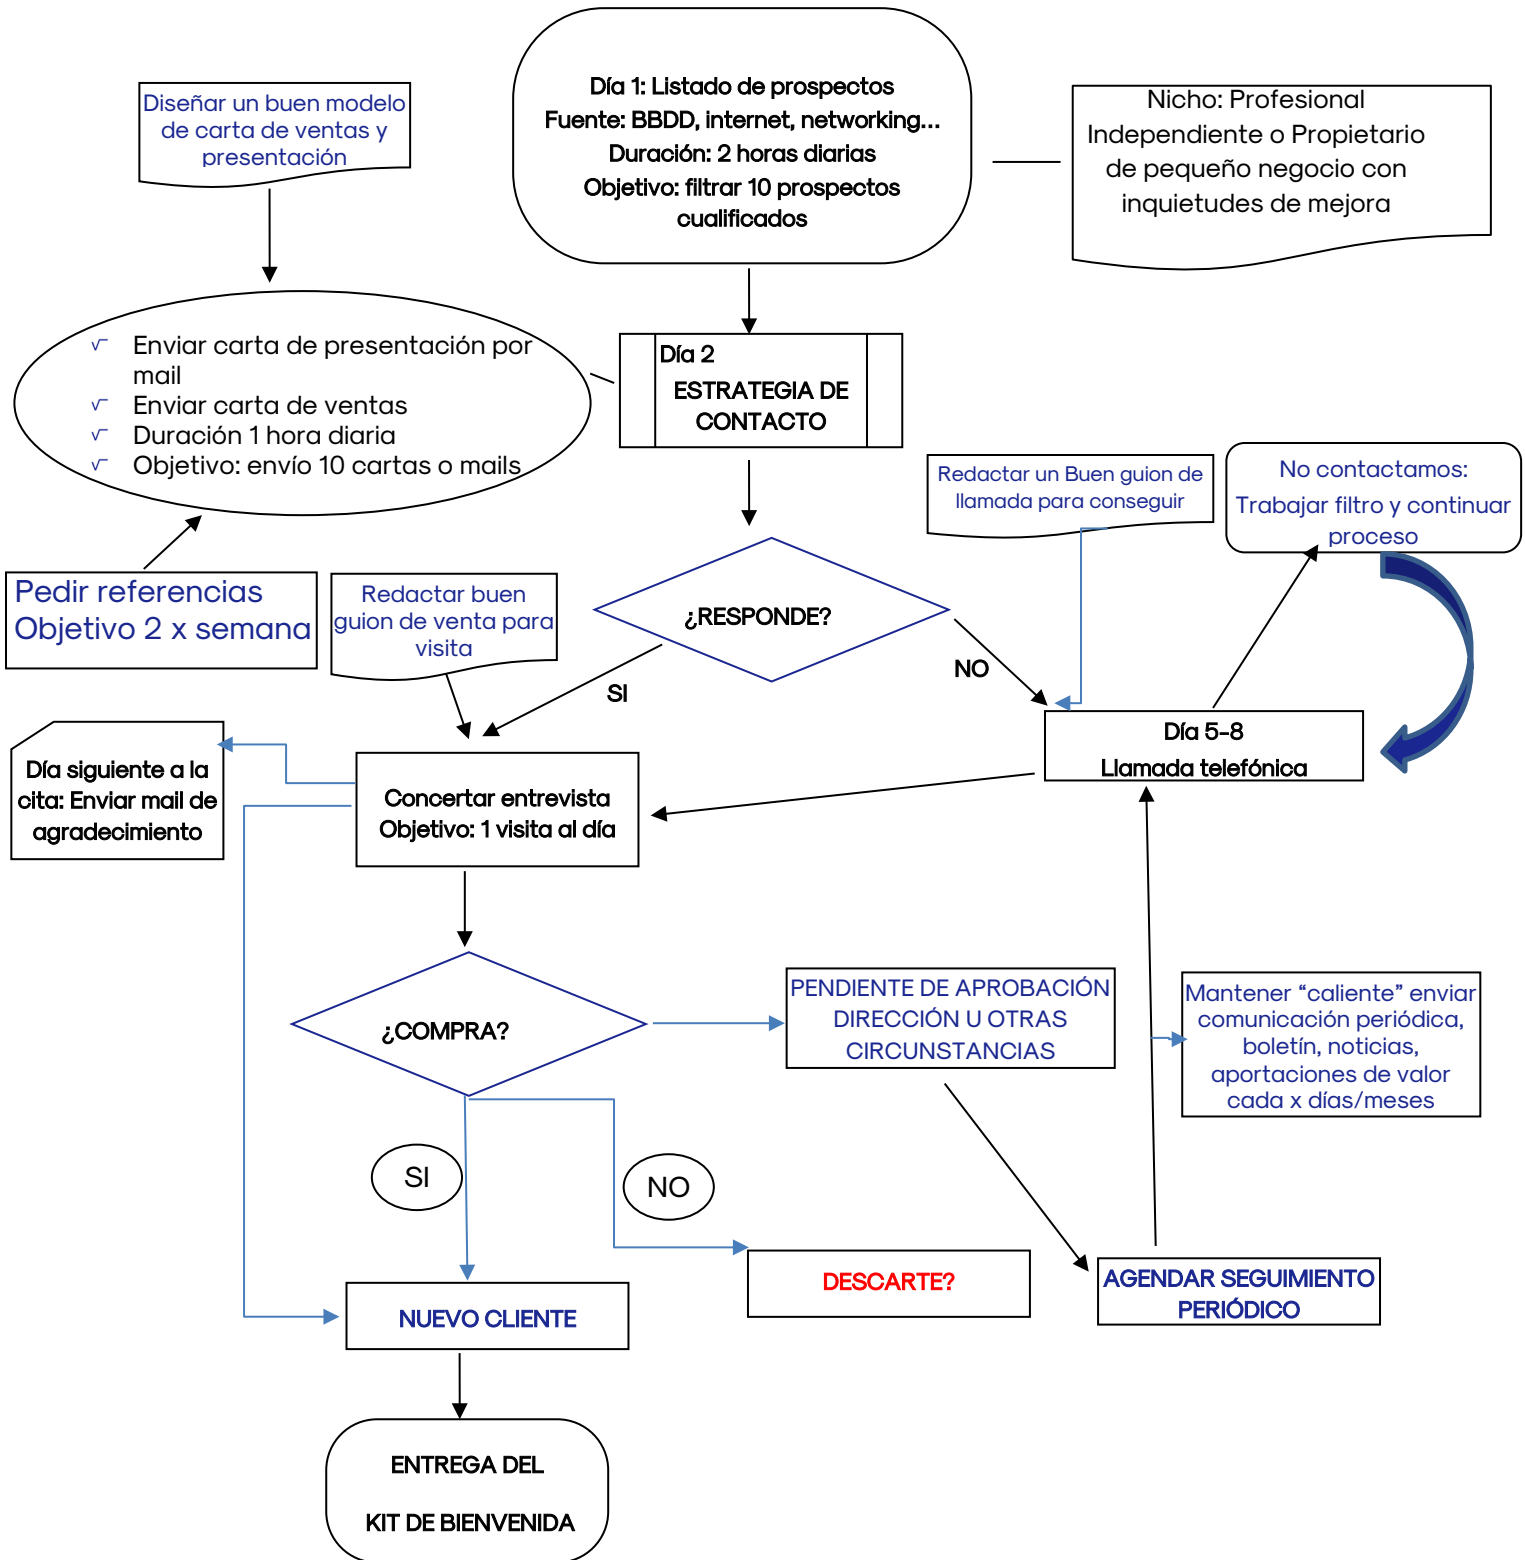 Día 1: Listado de prospectos
Fuente: BBDD, internet, networking...
Duración: 2 horas diarias
Objetivo: filtrar 10 prospectos
cualificados
Diseñar un buen modelo
de carta de ventas y
presentación
Nicho: Profesional
Independiente o Propietario
de pequeño negocio con
inquietudes de mejora
√ Enviar carta de presentación por
mail
√ Enviar carta de ventas
√ Duración 1 hora diaria
√ Objetivo: envío 10 cartas o mails
Día 2
ESTRATEGIA DE
CONTACTO
Redactar un Buen guion de
llamada para conseguir
No contactamos:
Trabajar filtro y continuar
proceso
Pedir referencias
Objetivo 2 x semana
Redactar buen
guion de venta para
visita
¿RESPONDE?
SI
NO
Día siguiente a la
cita: Enviar mail de
agradecimiento
Concertar entrevista
Objetivo: 1 visita al día
Día 5-8
Llamada telefónica
¿COMPRA?
PENDIENTE DE APROBACIÓN
DIRECCIÓN U OTRAS
CIRCUNSTANCIAS
Mantener “caliente” enviar
comunicación periódica,
boletín, noticias,
aportaciones de valor
cada x días/meses
SI
NO
DESCARTE?
AGENDAR SEGUIMIENTO
PERIÓDICO
NUEVO CLIENTE
ENTREGA DEL
KIT DE BIENVENIDA